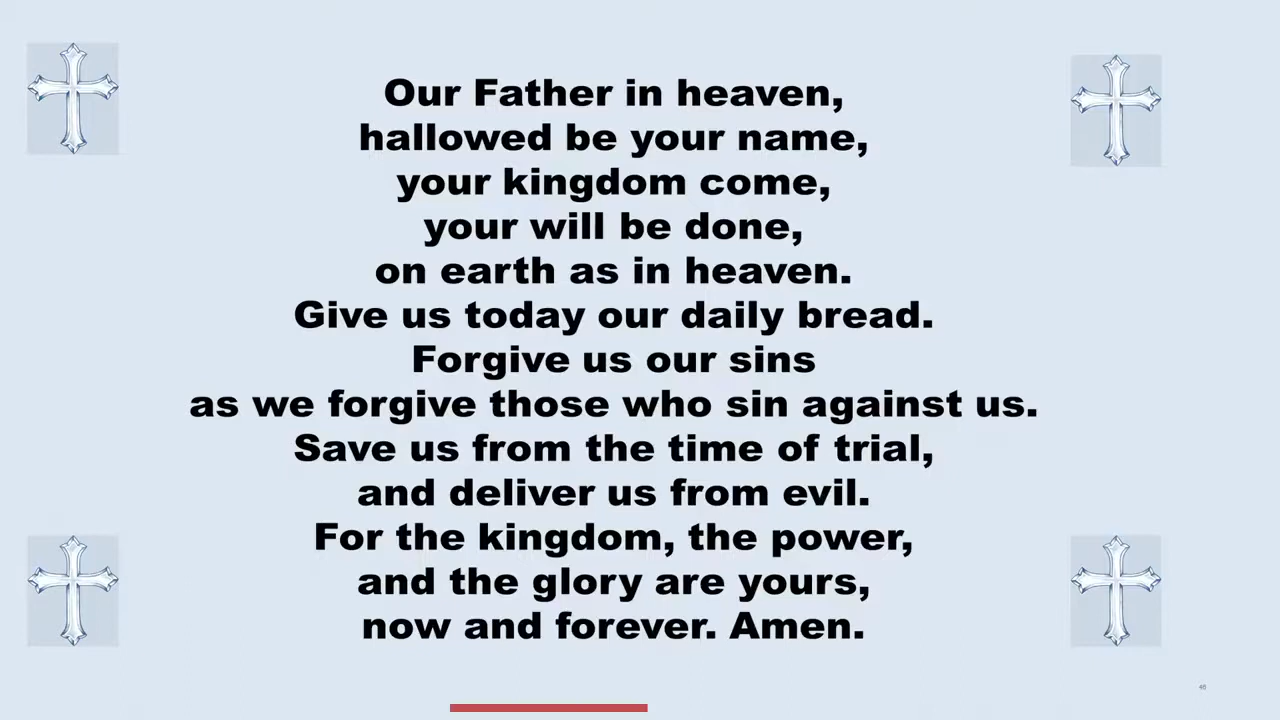 Our Father in heaven,
hallowed be your name,
your kingdom come,
your will be done,
on earth as in heaven.
Give us today our daily bread.
Forgive us our sins
as we forgive those who sin against us.
Save us from the time of trial,
and deliver us from evil.
For the kingdom, the power,
and the glory are yours,
now and forever. Amen.